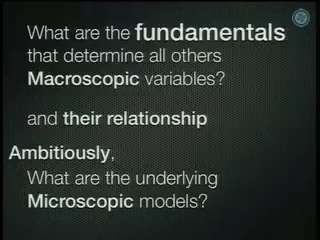 What are the fundamentals
that determine all others
Macroscopic variables?
and their relationship
Ambitiously,
What are the underlying
Microscopic models?